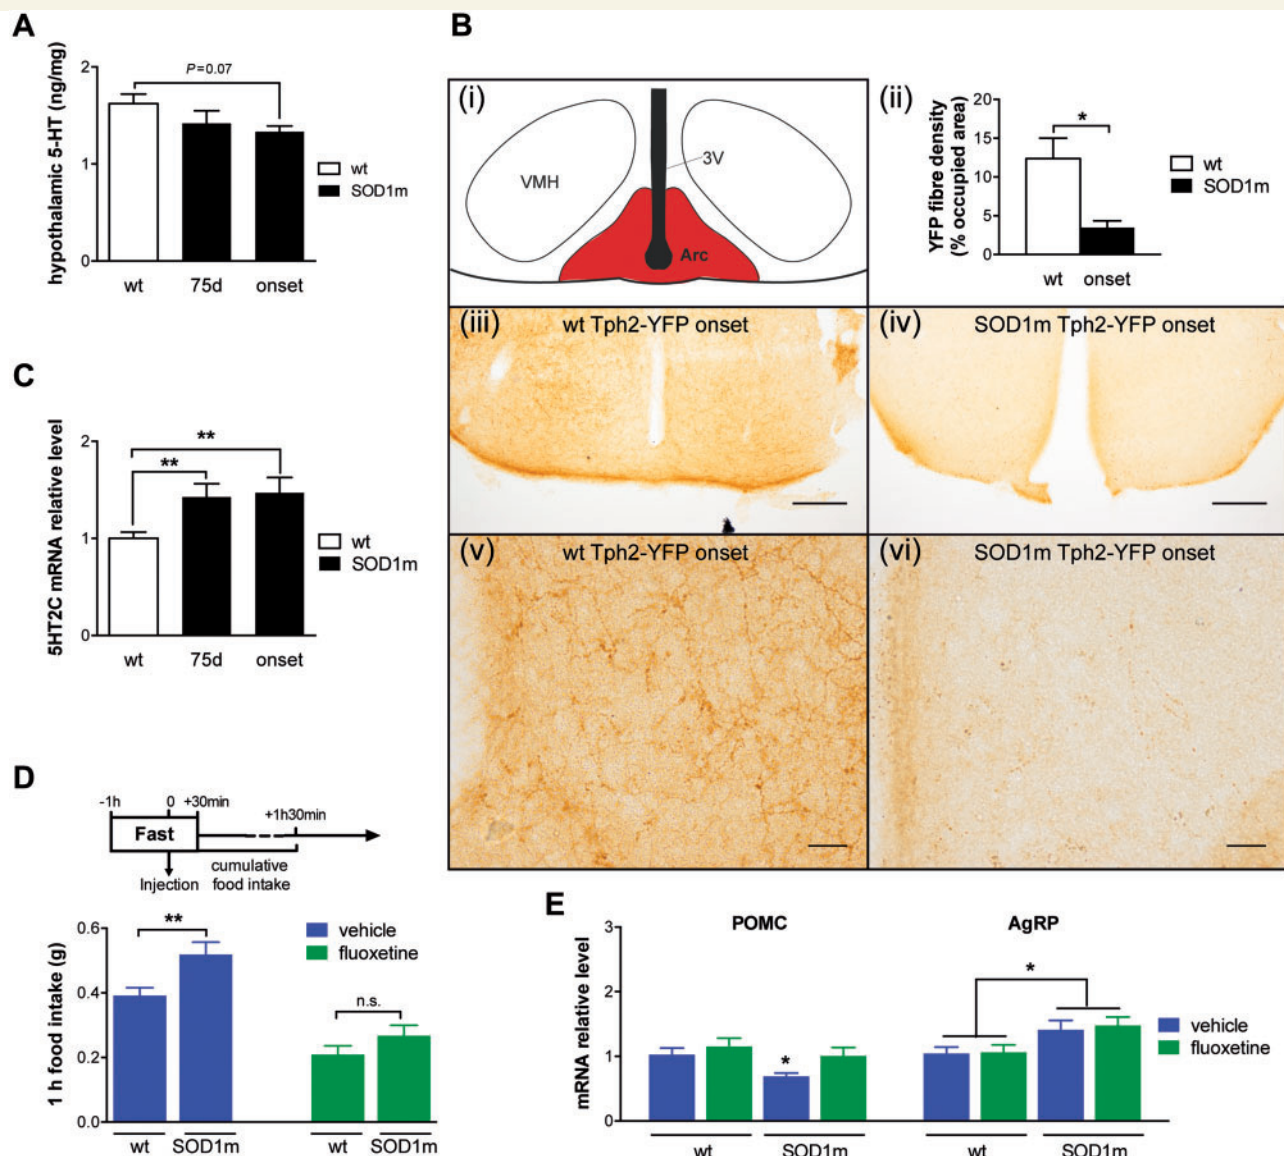 A
hypothalamic 5-HT (ng/mg)
2
1
0
P=0.07
wt
75d
onset
wt
SOD1m
B
(i)
VMH
3V
Arc
(ii)
YFP fibre density
(% occupied area)
20
15
10
5
0
*
wt
onset
wt
SOD1m
(iii)
wt Tph2-YFP onset
(iv)
SOD1m Tph2-YFP onset
(v)
wt Tph2-YFP onset
(vi)
SOD1m Tph2-YFP onset
C
5HT2C mRNA relative level
2
1
0
**
**
wt
75d
onset
wt
SOD1m
D
-1h
0
+30min
+1h30min
Fast
Injection
cumulative
food intake
1 h food intake (g)
0.6
0.4
0.2
0.0
**
n.s.
vehicle
fluoxetine
wt
SOD1m
wt
SOD1m
E
POMC
AgRP
mRNA relative level
3
2
1
0
*
*
vehicle
fluoxetine
wt
SOD1m
wt
SOD1m